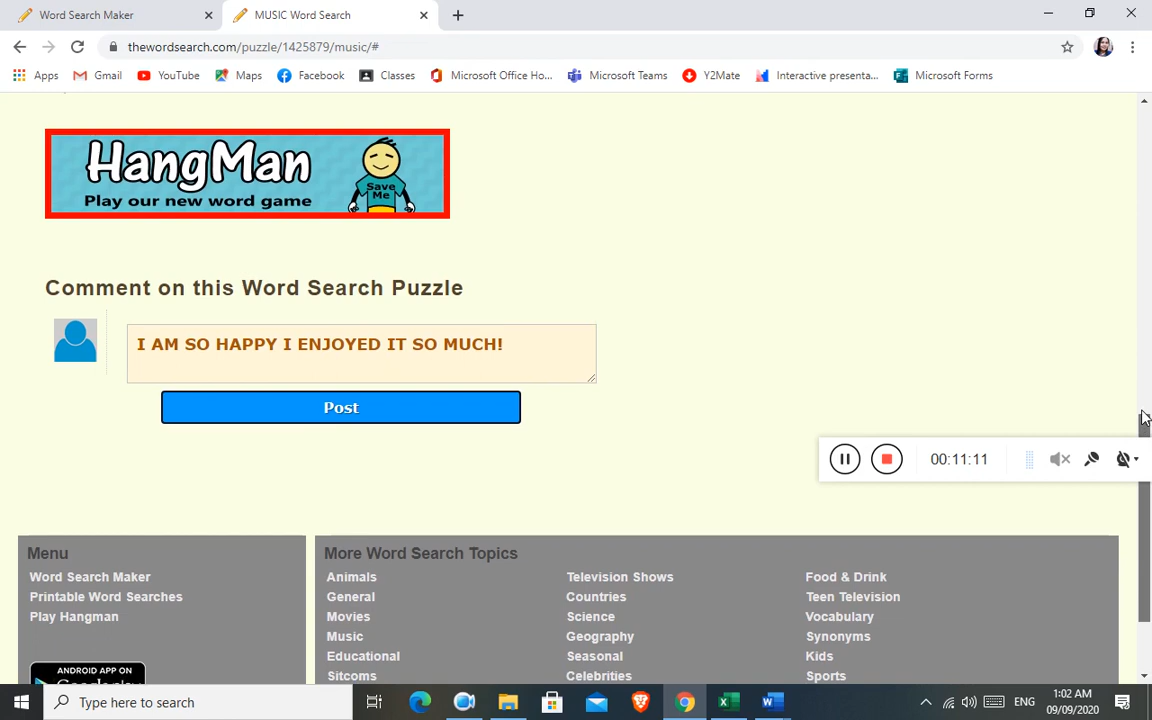 Word Search Maker
MUSIC Word Search
thewordsearch.com/puzzle/1425879/music/#
Apps Gmail YouTube Maps Facebook Classes Microsoft Office Ho... Microsoft Teams Y2Mate Interactive presenta... Microsoft Forms
HangMan
Play our new word game
Save
Me
Comment on this Word Search Puzzle
I AM SO HAPPY I ENJOYED IT SO MUCH!
Post
00:11:11
Menu
Word Search Maker
Printable Word Searches
Play Hangman
ANDROID APP ON
More Word Search Topics
Animals Television Shows Food & Drink
General Countries Teen Television
Movies Science Vocabulary
Music Geography Synonyms
Educational Seasonal Kids
Sitcoms Celebrities Sports
Type here to search
ENG
1:02 AM
09/09/2020